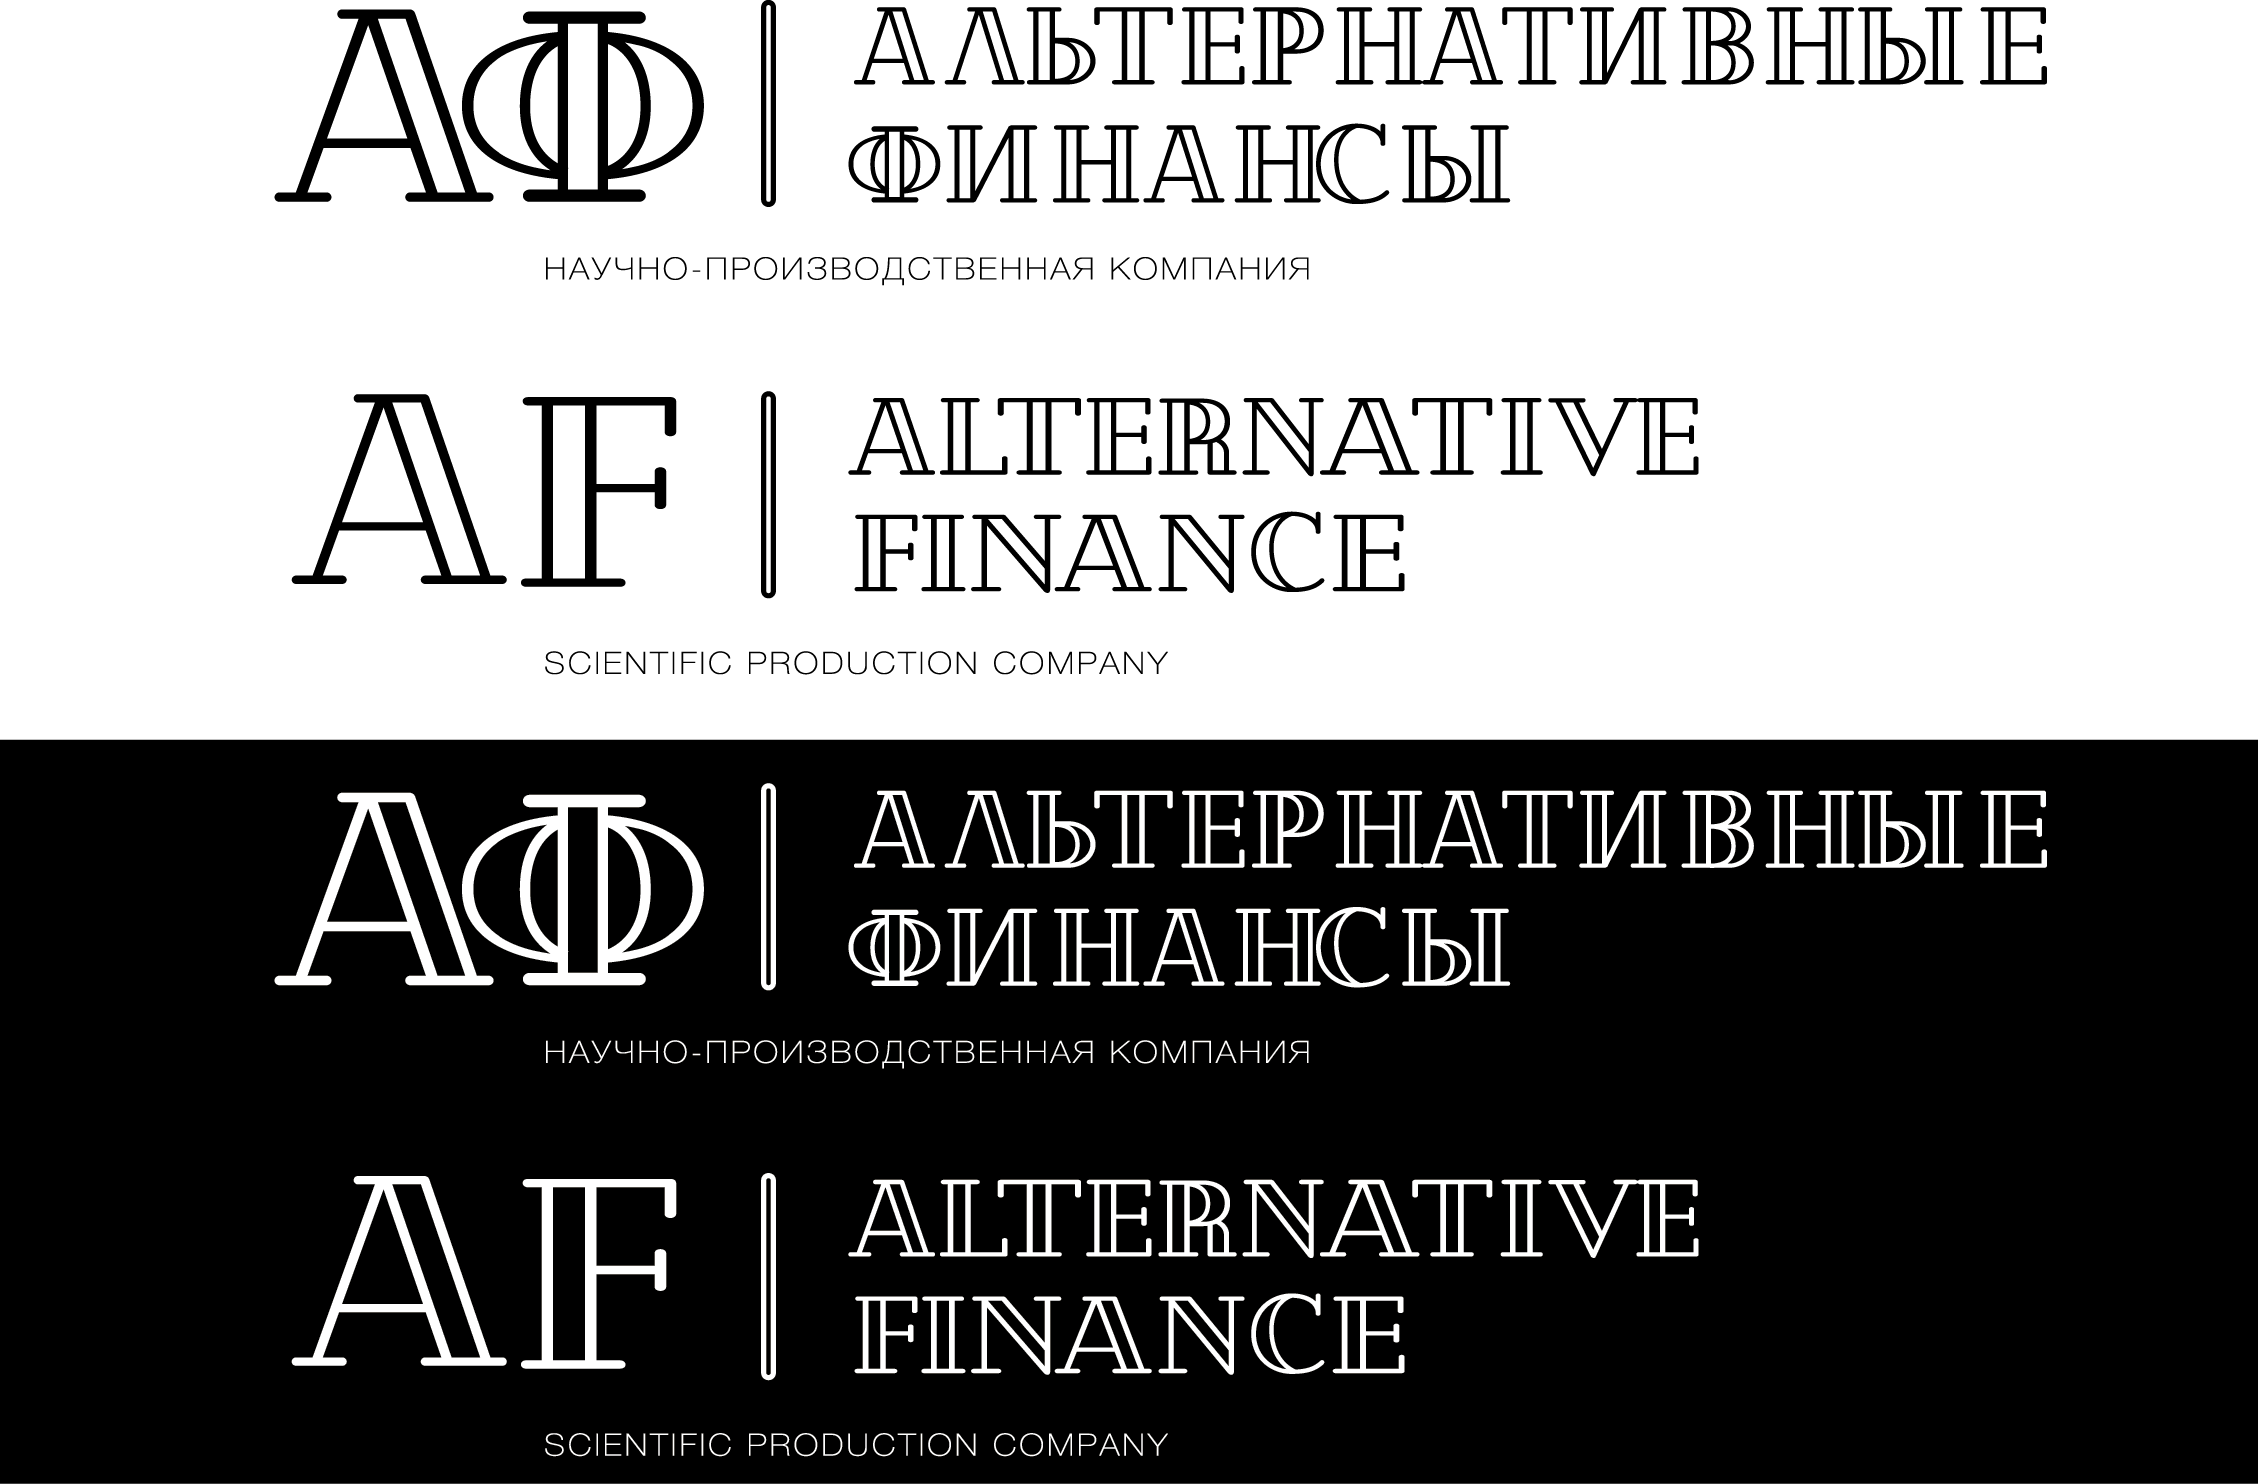 АФ | АЛЬТЕРНАТИВНЫЕ
ФИНАНСЫ
НАУЧНО-ПРОИЗВОДСТВЕННАЯ КОМПАНИЯ
AF | ALTERNATIVE
FINANCE
SCIENTIFIC PRODUCTION COMPANY
АФ | АЛЬТЕРНАТИВНЫЕ
ФИНАНСЫ
НАУЧНО-ПРОИЗВОДСТВЕННАЯ КОМПАНИЯ
AF | ALTERNATIVE
FINANCE
SCIENTIFIC PRODUCTION COMPANY